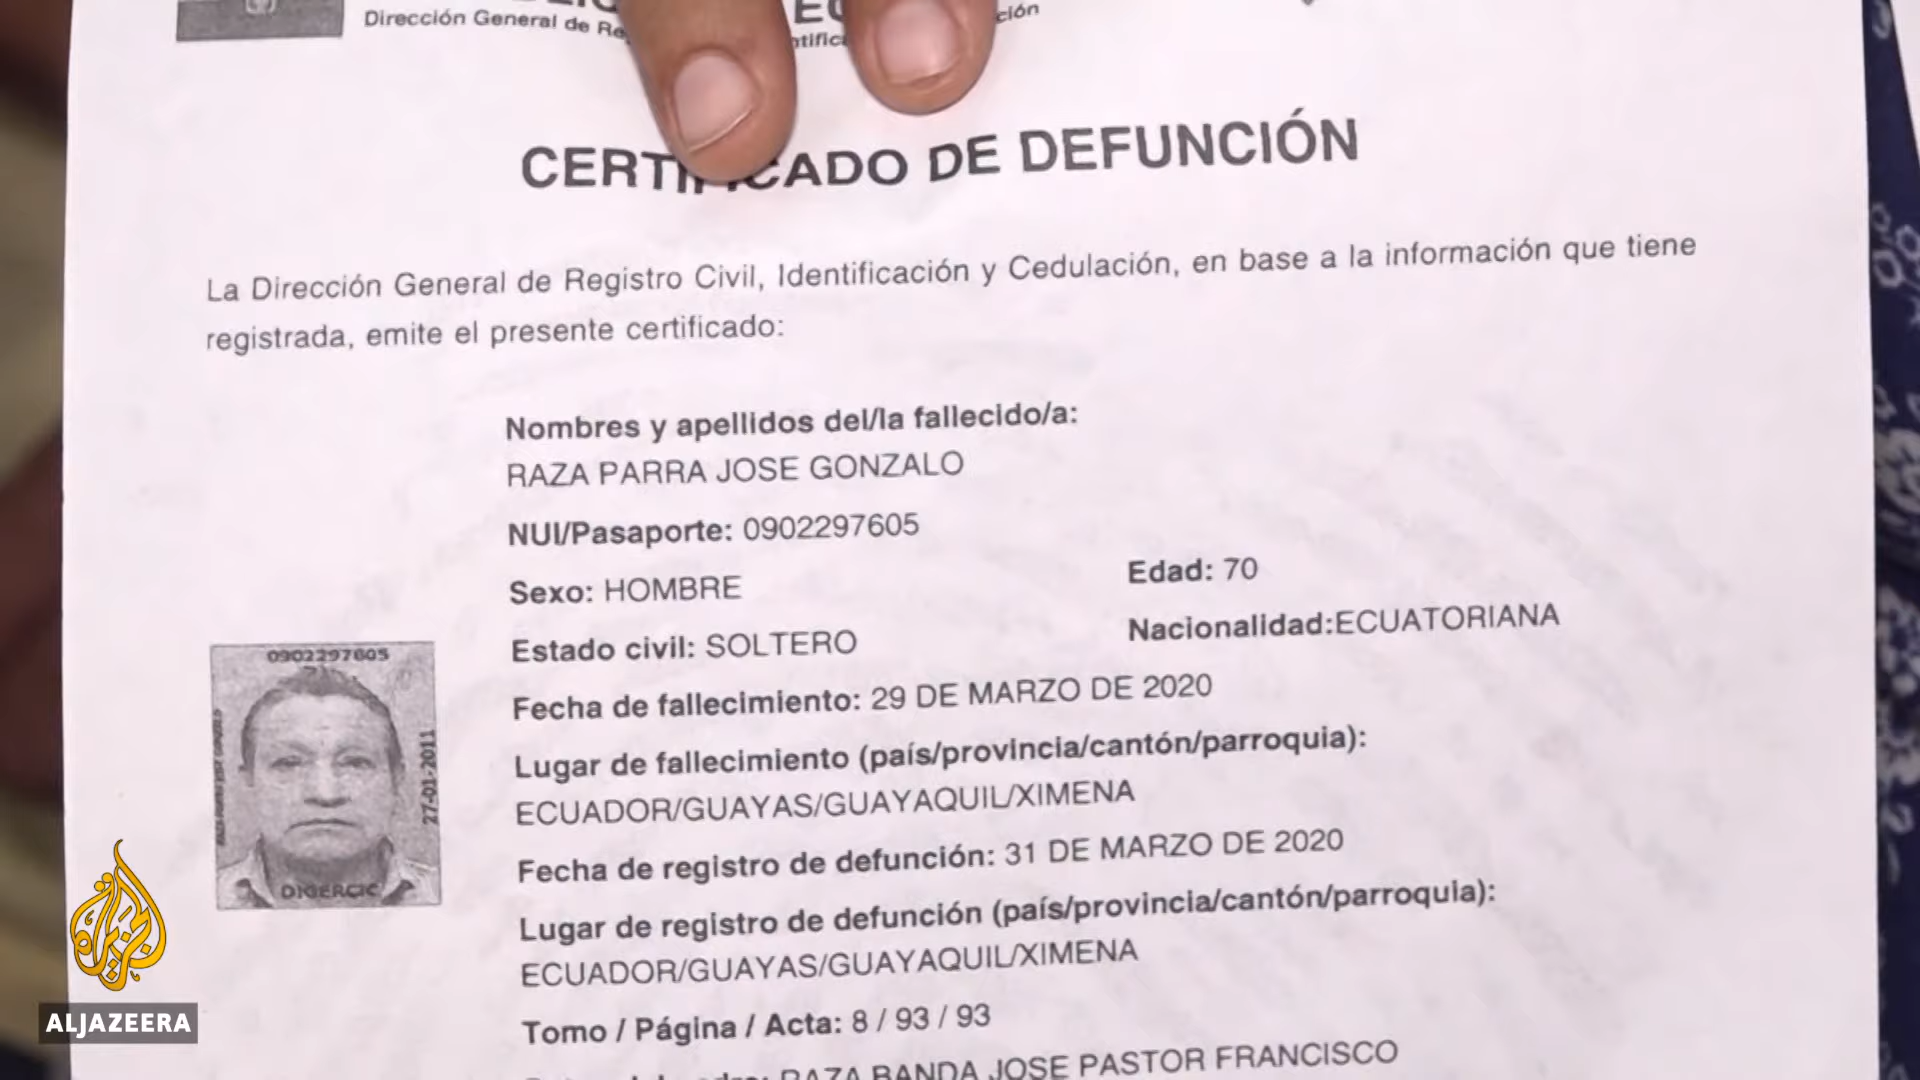 Dirección General de Re
ción
CERTIFICADO DE DEFUNCIÓN
La Dirección General de Registro Civil, Identificación y Cedulación, en base a la información que tiene
registrada, emite el presente certificado:
Nombres y apellidos del/la fallecido/a:
RAZA PARRA JOSE GONZALO
NUI/Pasaporte: 0902297605
Sexo: HOMBRE
Edad: 70
Estado civil: SOLTERO
Nacionalidad:ECUATORIANA
Fecha de fallecimiento: 29 DE MARZO DE 2020
Lugar de fallecimiento (país/provincia/cantón/parroquia):
ECUADOR/GUAYAS/GUAYAQUIL/XIMENA
Fecha de registro de defunción: 31 DE MARZO DE 2020
Lugar de registro de defunción (país/provincia/cantón/parroquia):
ECUADOR/GUAYAS/GUAYAQUIL/XIMENA
Tomo / Página / Acta: 8 / 93 / 93
RAZA BANDA JOSE PASTOR FRANCISCO
0902297605
27-01-2011
DIGERCIC
الجزيرة
ALJAZEERA